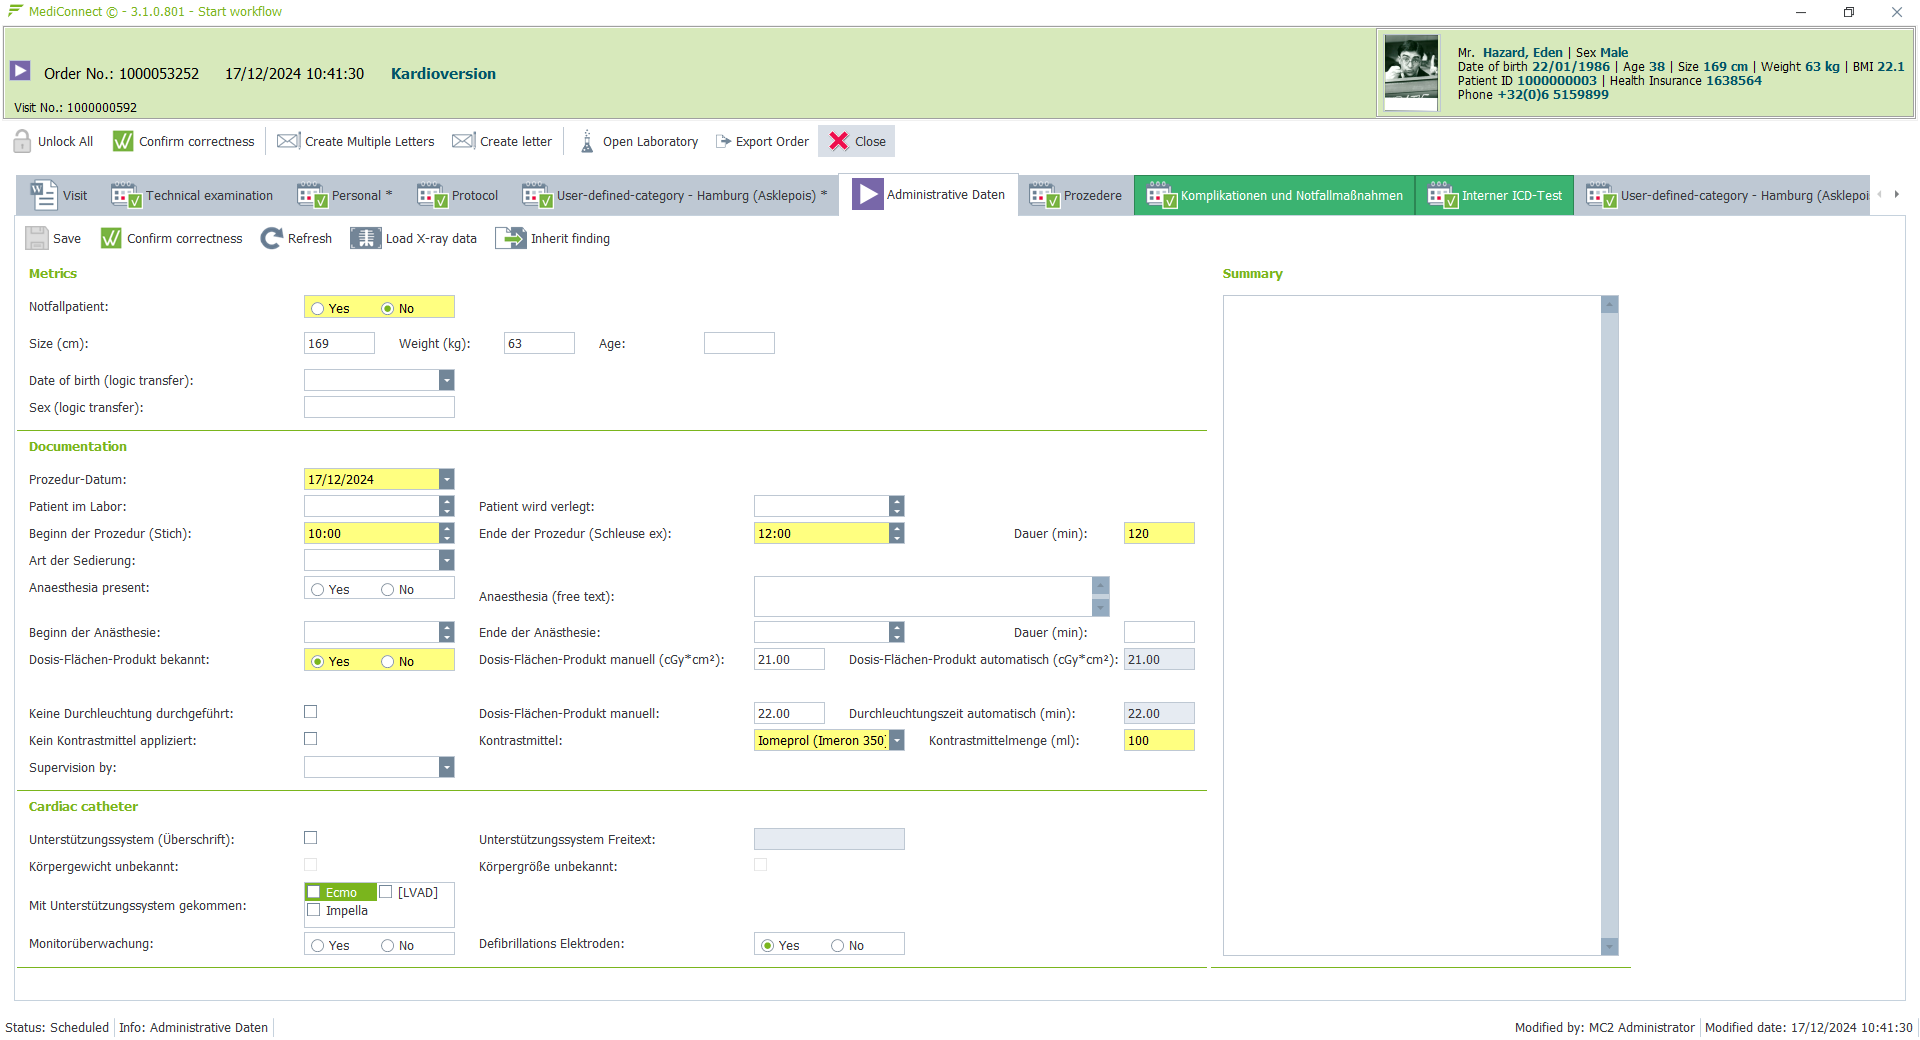 MediConnect © - 3.1.0.801 - Start workflow
Order No.: 1000053252 17/12/2024 10:41:30 Kardioversion
Visit No.: 1000000592
Mr. Hazard, Eden | Sex Male
Date of birth 22/01/1986 | Age 38 | Size 169 cm | Weight 63 kg | BMI 22.1
Patient ID 1000000003 | Health Insurance 1638564
Phone +32(0)6 5159899
Unlock All Confirm correctness Create Multiple Letters Create letter Open Laboratory Export Order Close
Visit Technical examination Personal * Protocol User-defined-category - Hamburg (Asklepois) * Administrative Daten Prozedere Komplikationen und Notfallmaßnahmen Interner ICD-Test User-defined-category - Hamburg (Asklepoi
Save Confirm correctness Refresh Load X-ray data Inherit finding
Metrics
Notfallpatient: Yes No
Size (cm): 169 Weight (kg): 63 Age:
Date of birth (logic transfer):
Sex (logic transfer):
Documentation
Prozedur-Datum: 17/12/2024
Patient im Labor: Patient wird verlegt:
Beginn der Prozedur (Stich): 10:00 Ende der Prozedur (Schleuse ex): 12:00 Dauer (min): 120
Art der Sedierung:
Anaesthesia present: Yes No Anaesthesia (free text):
Beginn der Anästhesie: Ende der Anästhesie: Dauer (min):
Dosis-Flächen-Produkt bekannt: Yes No Dosis-Flächen-Produkt manuell (cGy*cm²): 21.00 Dosis-Flächen-Produkt automatisch (cGy*cm²): 21.00
Keine Durchleuchtung durchgeführt: Dosis-Flächen-Produkt manuell: 22.00 Durchleuchtungszeit automatisch (min): 22.00
Kein Kontrastmittel appliziert: Kontrastmittel: Iomeprol (Imeron 350) Kontrastmittelmenge (ml): 100
Supervision by:
Cardiac catheter
Unterstützungssystem (Überschrift): Unterstützungssystem Freitext:
Körpergewicht unbekannt: Körpergröße unbekannt:
Mit Unterstützungssystem gekommen: Ecmo [LVAD]
Impella
Monitorüberwachung: Yes No Defibrillations Elektroden: Yes No
Summary
Status: Scheduled Info: Administrative Daten Modified by: MC2 Administrator Modified date: 17/12/2024 10:41:30